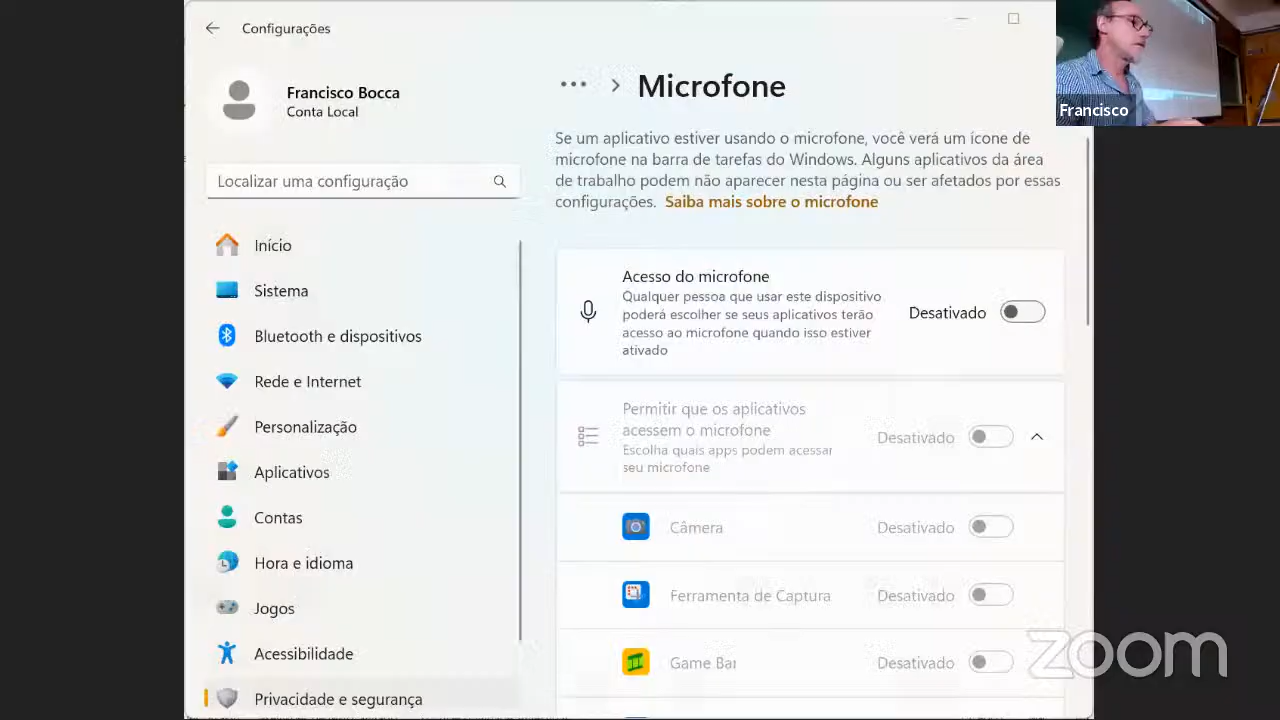 Configurações
Francisco Bocca
Conta Local
Localizar uma configuração
Início
Sistema
Bluetooth e dispositivos
Rede e Internet
Personalização
Aplicativos
Contas
Hora e idioma
Jogos
Acessibilidade
Privacidade e segurança
... > Microfone
Se um aplicativo estiver usando o microfone, você verá um ícone de
microfone na barra de tarefas do Windows. Alguns aplicativos da área
de trabalho podem não aparecer nesta página ou ser afetados por essas
configurações. Saiba mais sobre o microfone
Acesso do microfone
Qualquer pessoa que usar este dispositivo
poderá escolher se seus aplicativos terão
acesso ao microfone quando isso estiver
ativado
Desativado
Permitir que os aplicativos
acessem o microfone
Escolha quais apps podem acessar
seu microfone
Desativado
Câmera Desativado
Ferramenta de Captura Desativado
Game Bar Desativado
Francisco
zoom